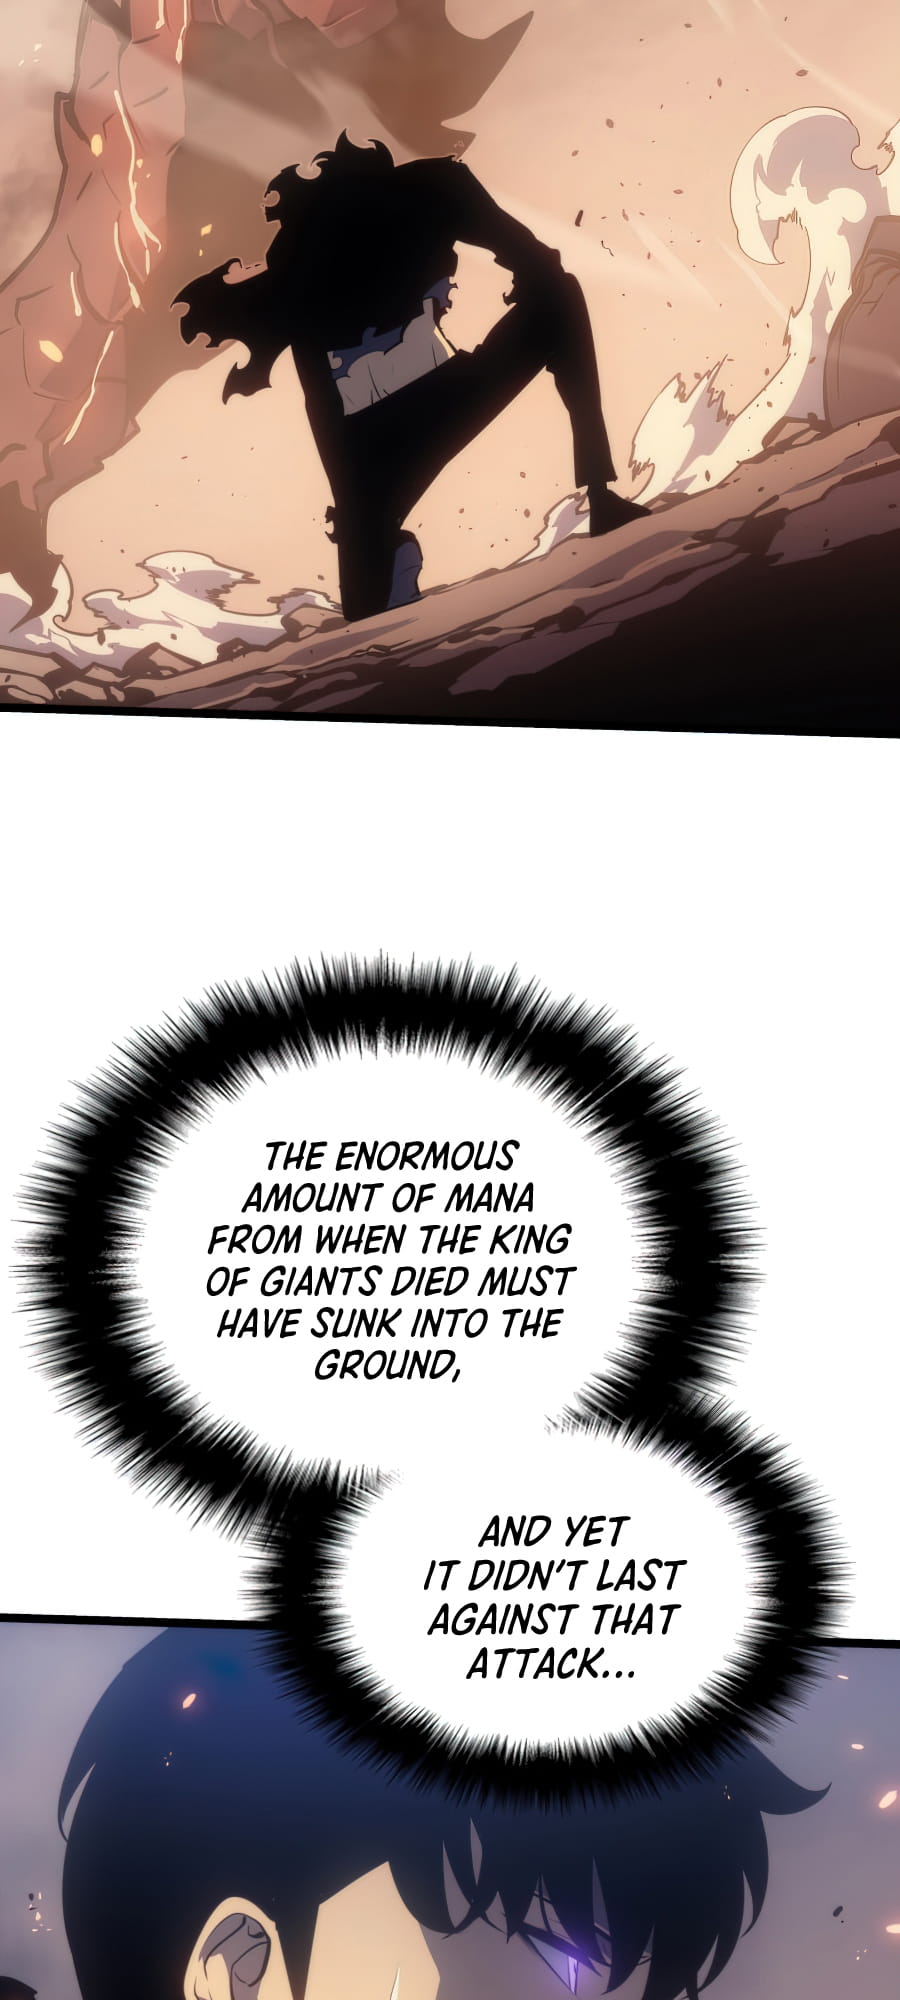 THE ENORMOUS
AMOUNT OF MANA
FROM WHEN THE KING
OF GIANTS DIED MUST
HAVE SUNK INTO THE
GROUND,
AND YET
IT DIDN'T LAST
AGAINST THAT
ATTACK...